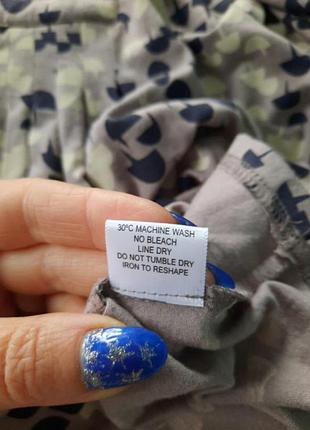 30°C MACHINE WASH
NO BLEACH
LINE DRY
DO NOT TUMBLE DRY
IRON TO RESHAPE